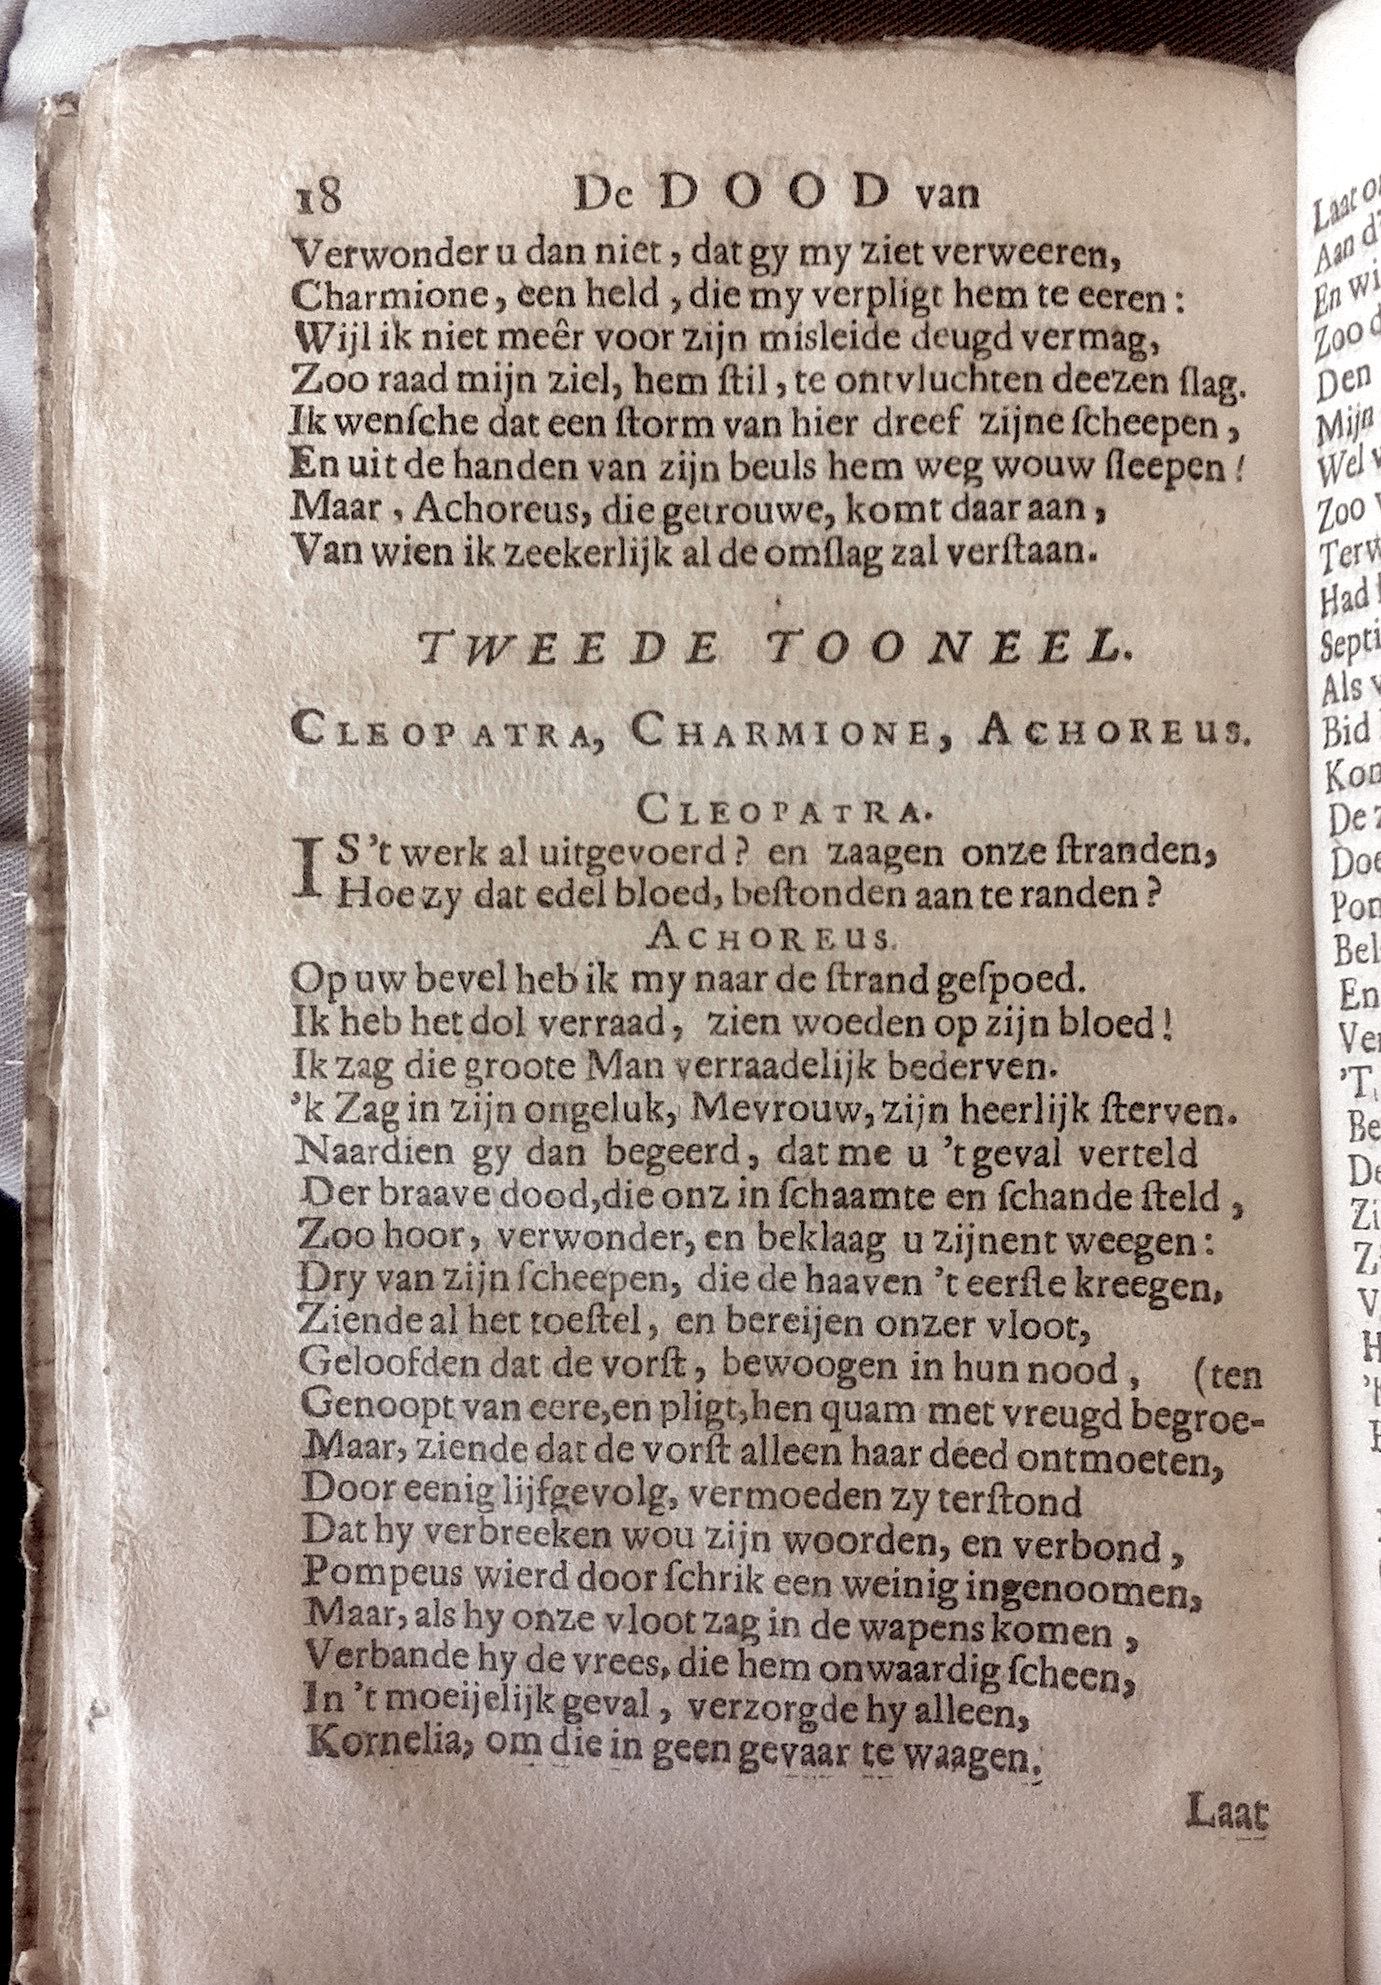 18 De DOOD van
Verwonder u dan niet, dat gy my ziet verweeren,
Charmione, een held, die my verpligt hem te eeren:
Wijl ik niet meêr voor zijn misleide deugd vermag,
Zoo raad mijn ziel, hem ſtil, te ontvluchten deezen ſlag.
Ik wenſche dat een ſtorm van hier dreef zijne ſcheepen,
En uit de handen van zijn beuls hem weg wouw ſleepen!
Maar, Achoreus, die getrouwe, komt daar aan,
Van wien ik zeekerlijk al de omſlag zal verſtaan.
TWEEDE TOONEEL.
CLEOPATRA, CHARMIONE, ACHOREUS.
CLEOPATRA.
IS 't werk al uitgevoerd? en zaagen onze ſtranden,
Hoe zy dat edel bloed, beſtonden aan te randen?
ACHOREUS.
Op uw bevel heb ik my naar de ſtrand geſpoed.
Ik heb het dol verraad, zien woeden op zijn bloed!
Ik zag die groote Man verraadelijk bederven.
'k Zag in zijn ongeluk, Mevrouw, zijn heerlijk ſterven.
Naardien gy dan begeerd, dat me u 't geval verteld
Der braave dood, die onz in ſchaamte en ſchande ſteld,
Zoo hoor, verwonder, en beklaag u zijnent weegen:
Dry van zijn ſcheepen, die de haaven 't eerſte kreegen,
Ziende al het toeſtel, en bereijen onzer vloot,
Geloofden dat de vorſt, bewoogen in hun nood, (ten
Genoopt van eere, en pligt, hen quam met vreugd begroe-
Maar, ziende dat de vorſt alleen haar deed ontmoeten,
Door eenig lijfgevolg, vermoeden zy terſtond
Dat hy verbreeken wou zijn woorden, en verbond,
Pompeus wierd door ſchrik een weinig ingenoomen,
Maar, als hy onze vloot zag in de wapens komen,
Verbande hy de vrees, die hem onwaardig ſcheen,
In 't moeijelijk geval, verzorgde hy alleen,
Kornelia, om die in geen gevaar te waagen.
Laat
Laat
Aan
En
Zoo
Den
Mijn
Wel
Zoo
Had
Als
Bid
De
En